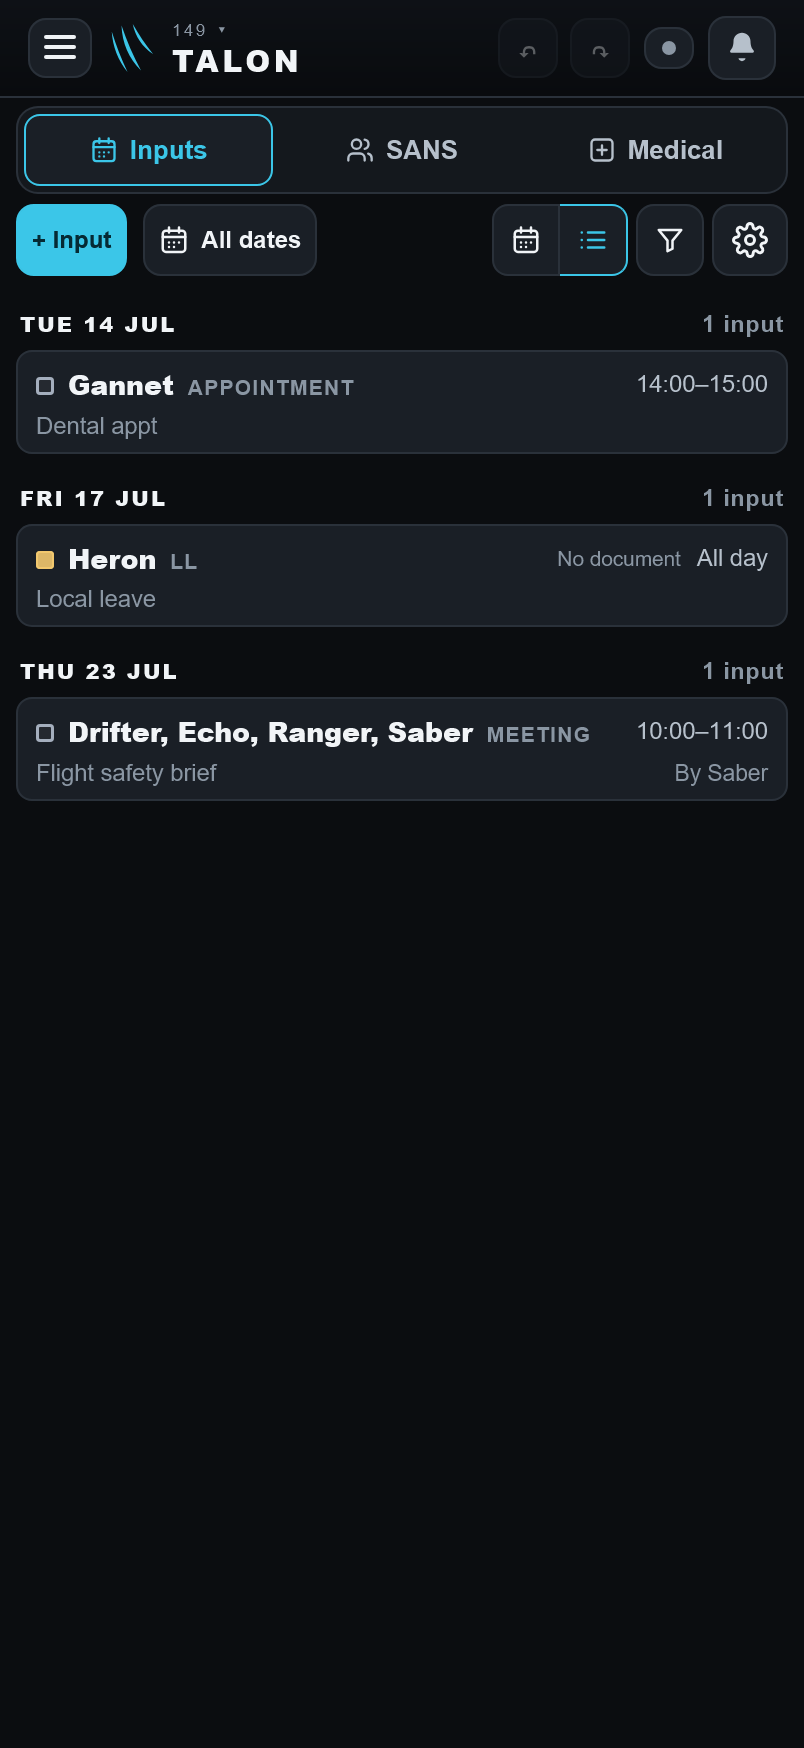 149 ▾
TALON
Inputs
SANS
Medical
+ Input
All dates
TUE 14 JUL
1 input
Gannet APPOINTMENT 14:00–15:00
Dental appt
FRI 17 JUL
1 input
Heron LL No document All day
Local leave
THU 23 JUL
1 input
Drifter, Echo, Ranger, Saber MEETING 10:00–11:00
Flight safety brief By Saber